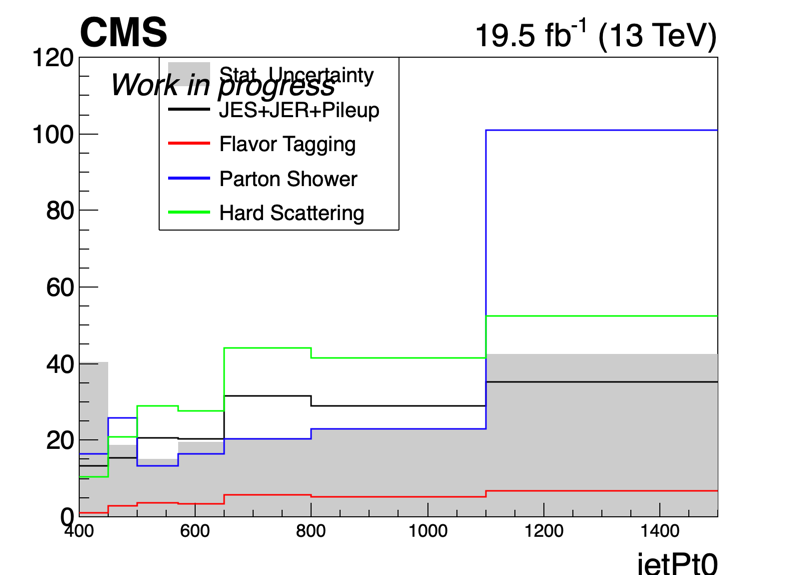 CMS
19.5 fb-1 (13 TeV)
Work in progress
Stat. Uncertainty
JES+JER+Pileup
Flavor Tagging
Parton Shower
Hard Scattering
120
100
80
60
40
20
0
400 600 800 1000 1200 1400
jetPt0